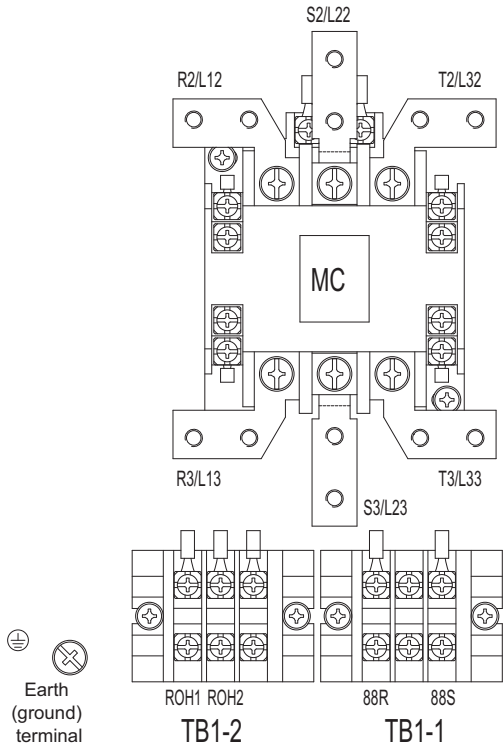 S2/L22
R2/L12
T2/L32
MC
R3/L13
T3/L33
S3/L23
Earth
(ground)
terminal
ROH1 ROH2
88R 88S
TB1-2
TB1-1